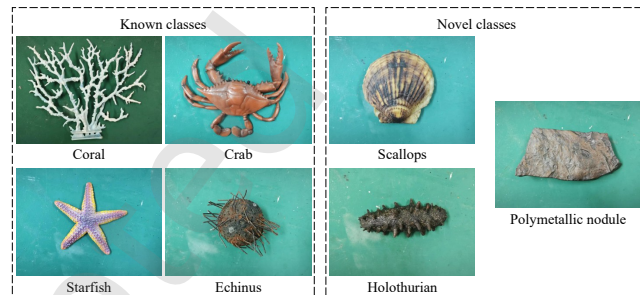 Known classes
Novel classes
Coral
Crab
Scallops
Polymetallic nodule
Starfish
Echinus
Holothurian